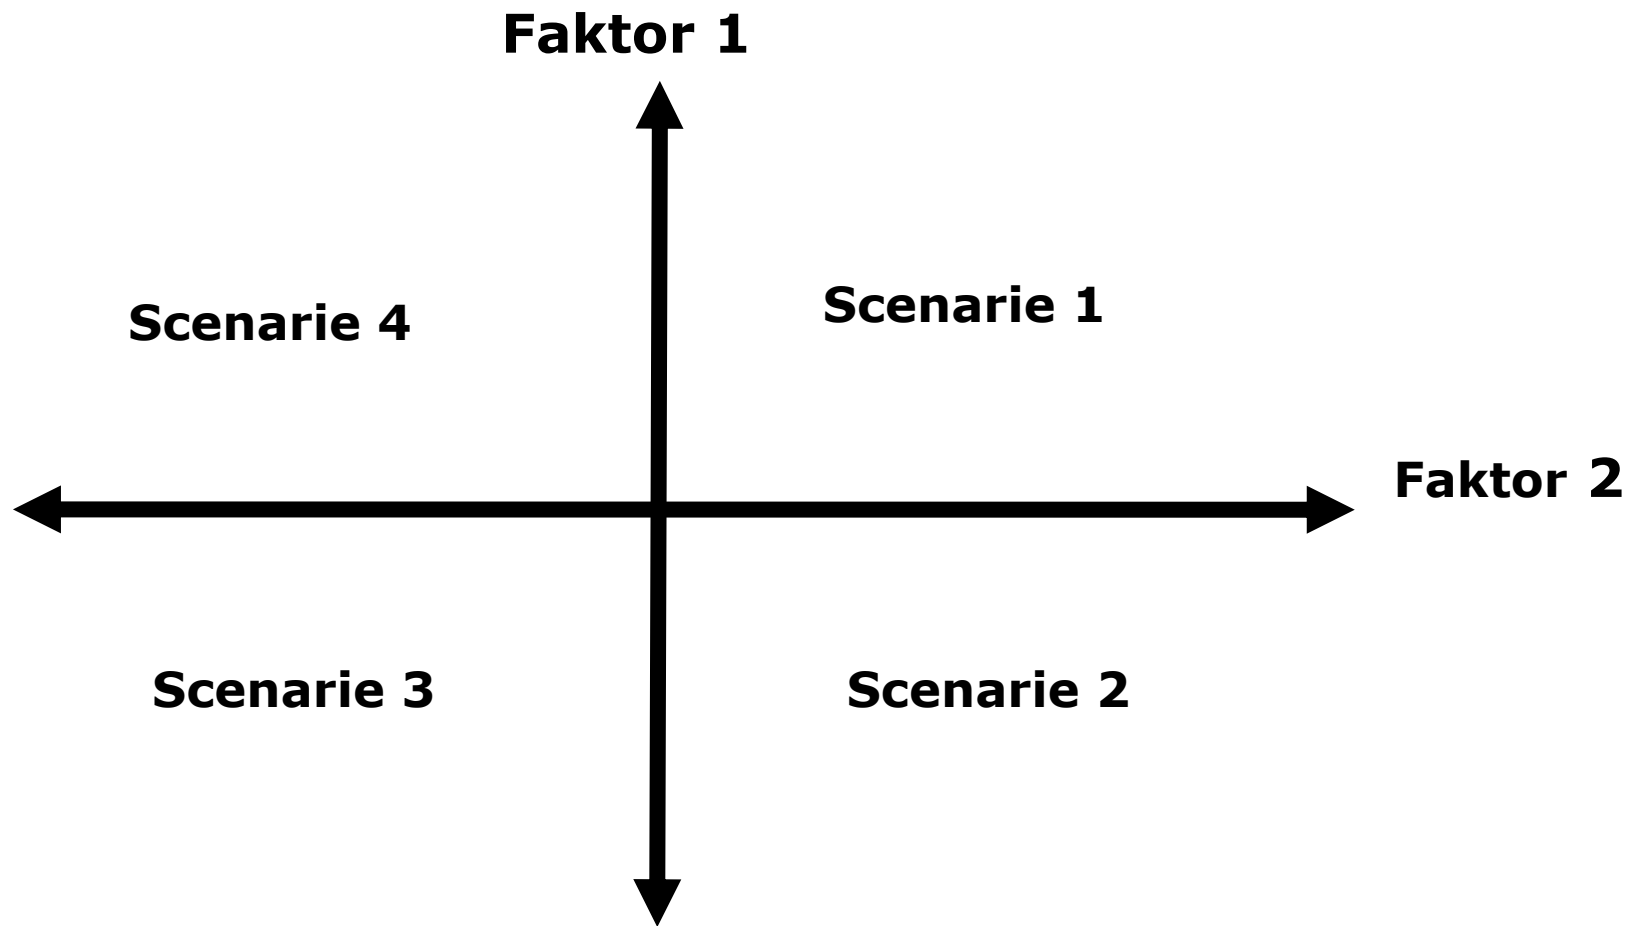 Faktor 1
Scenarie 4
Scenarie 1
Faktor 2
Scenarie 3
Scenarie 2